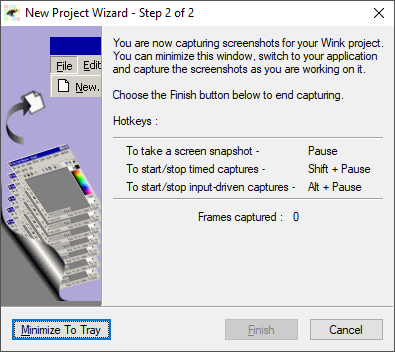 New Project Wizard - Step 2 of 2
File Edit
New.
You are now capturing screenshots for your Wink project.
You can minimize this window, switch to your application
and capture the screenshots as you are working on it.
Choose the Finish button below to end capturing.
Hotkeys :
To take a screen snapshot - Pause
To start/stop timed captures - Shift + Pause
To start/stop input-driven captures - Alt + Pause
Frames captured : 0
Minimize To Tray Finish Cancel